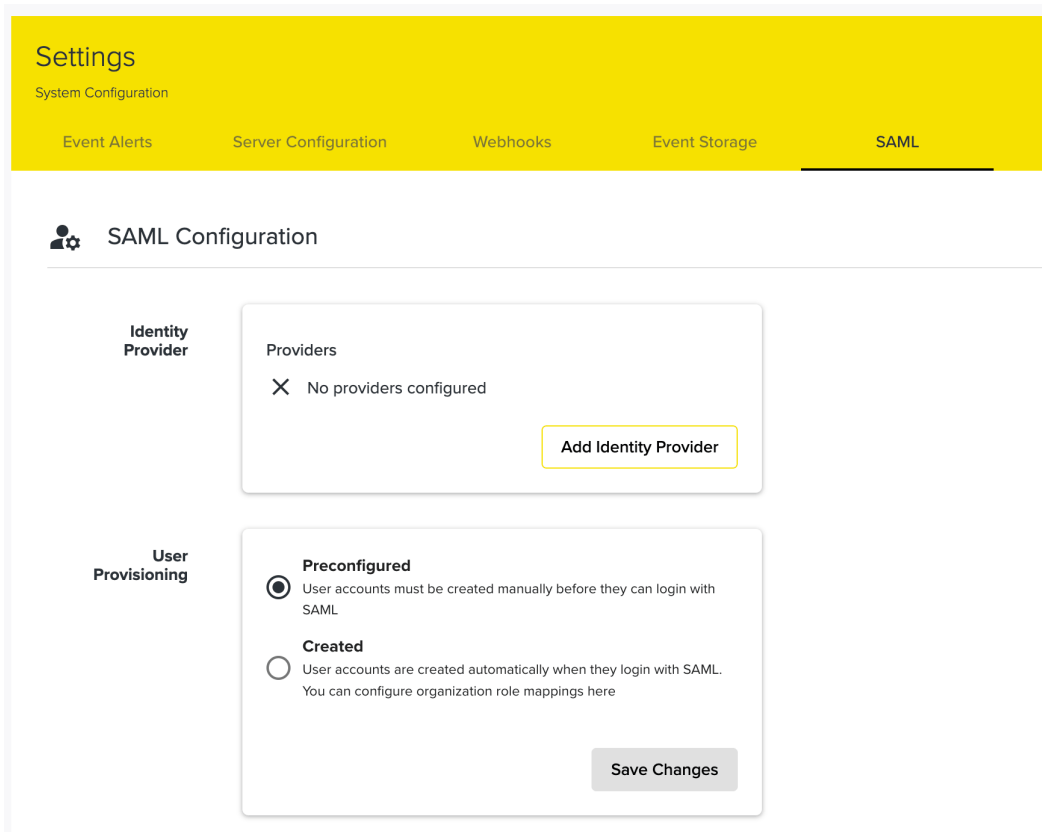 Settings
System Configuration
Event Alerts
Server Configuration
Webhooks
Event Storage
SAML
SAML Configuration
Identity
Provider
Providers
No providers configured
Add Identity Provider
User
Provisioning
Preconfigured
User accounts must be created manually before they can login with
SAML
Created
User accounts are created automatically when they login with SAML.
You can configure organization role mappings here
Save Changes